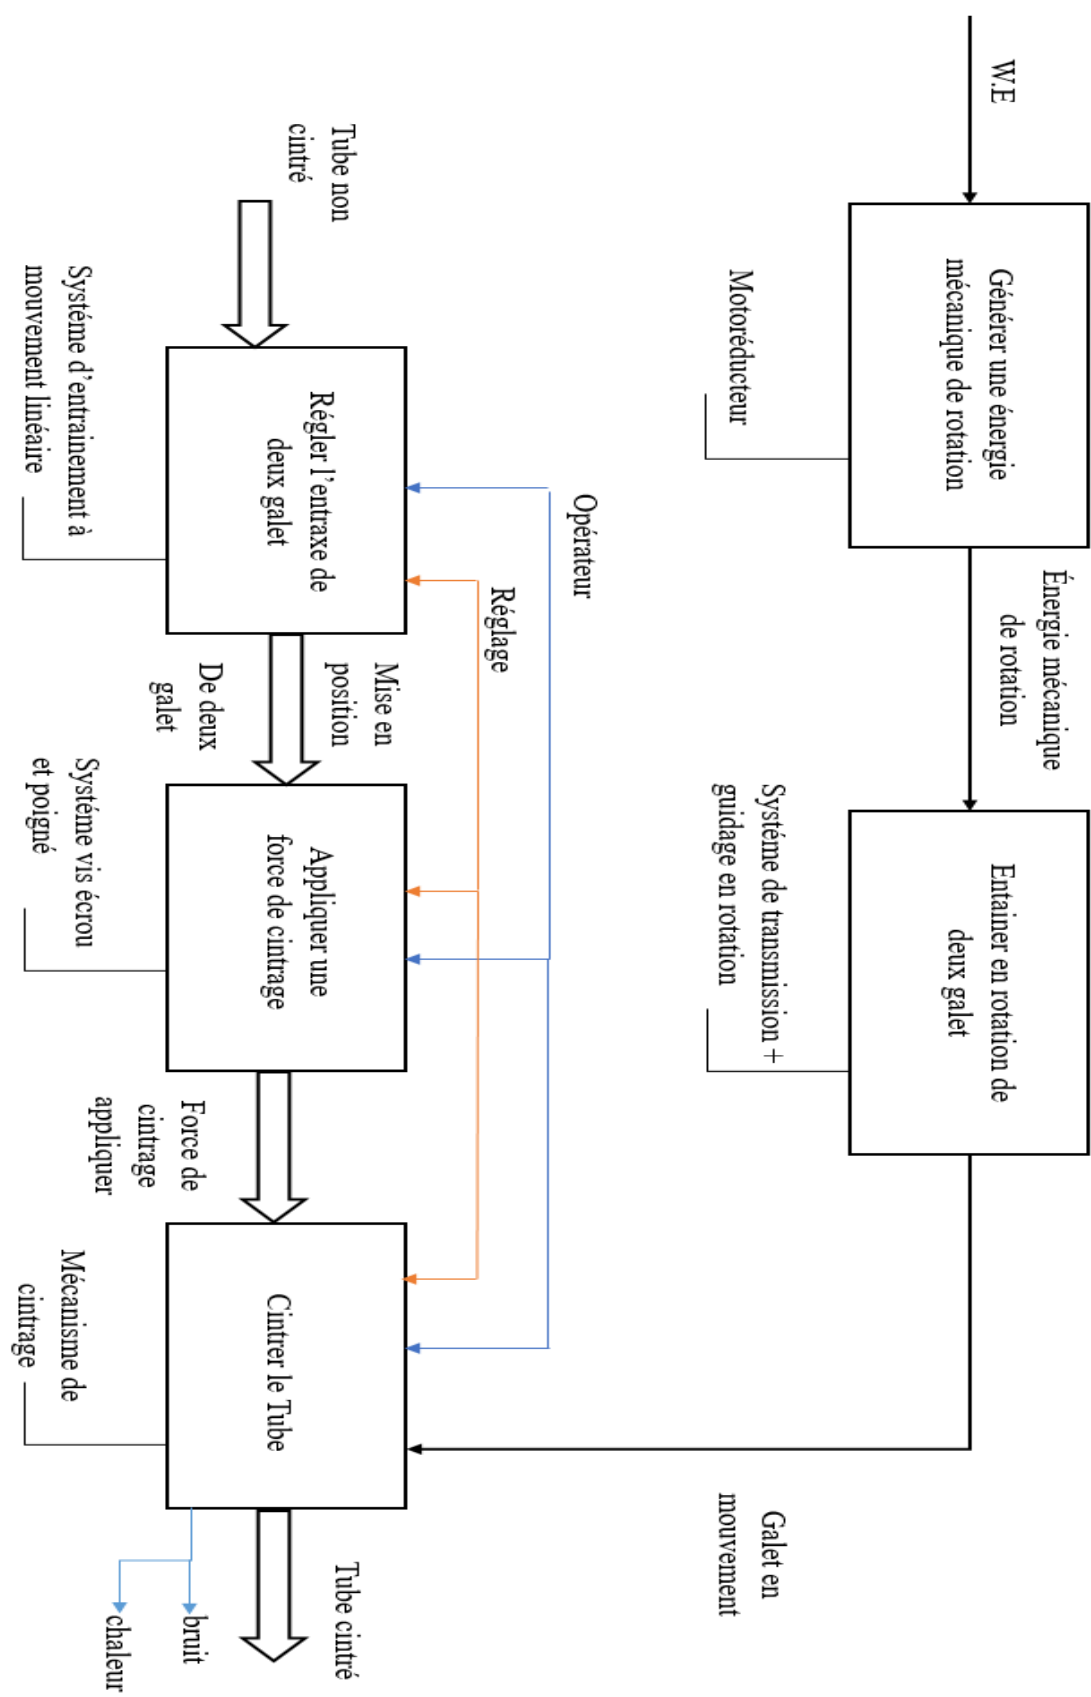 W.E
Générer une énergie
mécanique de rotation
Motoréducteur
Énergie mécanique
de rotation
Entainer en rotation de
deux galet
Systéme de transmission +
guidage en rotation
Galet en
mouvement
Opérateur
Réglage
Tube non
cintré
Régler l'entraxe de
deux galet
Systéme d'entrainement à
mouvement linéaire
Mise en
position
De deux
galet
Appliquer une
force de cintrage
Systéme vis écrou
et poigné
Force de
cintrage
appliquer
Cintrer le Tube
Mécanisme de
cintrage
Tube cintré
bruit
chaleur